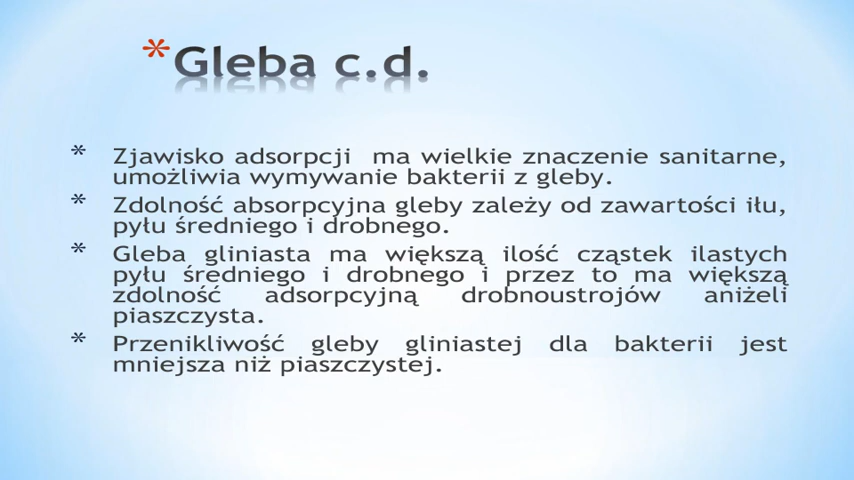 *Gleba c.d.
* Zjawisko adsorpcji ma wielkie znaczenie sanitarne,
umożliwia wymywanie bakterii z gleby.
* Zdolność absorpcyjna gleby zależy od zawartości iłu,
pyłu średniego i drobnego.
* Gleba gliniasta ma większą ilość cząstek ilastych
pyłu średniego i drobnego i przez to ma większą
zdolność adsorpcyjną drobnoustrojów aniżeli
piaszczysta.
* Przenikliwość gleby gliniastej dla bakterii jest
mniejsza niż piaszczystej.